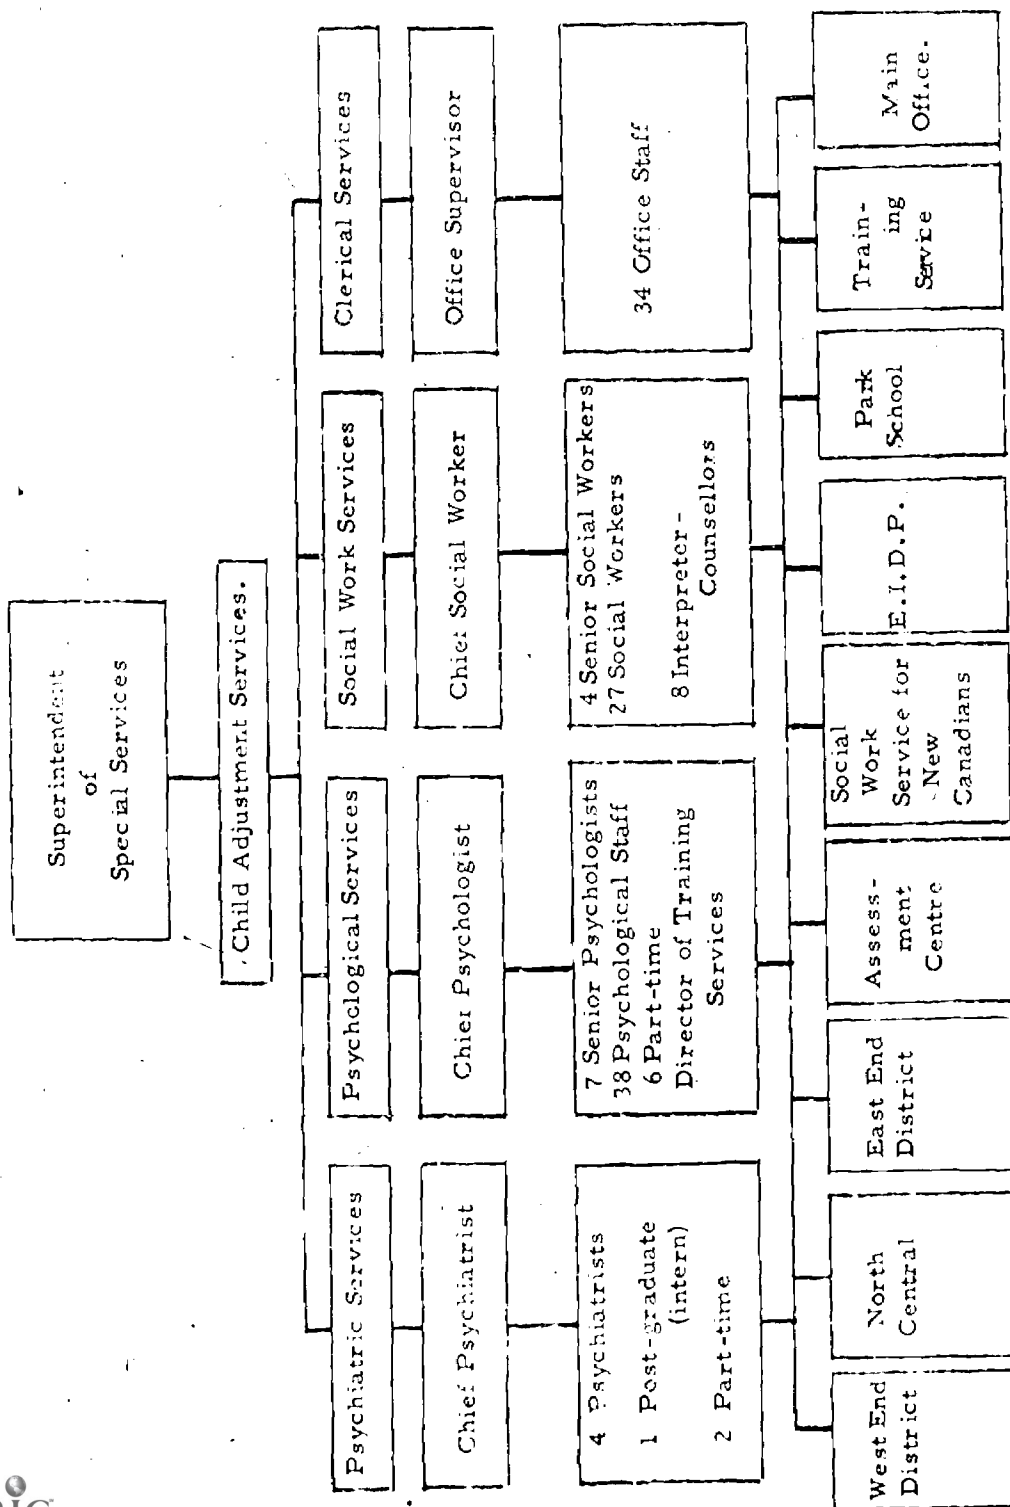 Superintendent
of
Special Services
Child Adjustment Services.
Psychiatric Services
Psychological Services
Social Work Services
Clerical Services
Chief Psychiatrist
Chief Psychologist
Chief Social Worker
Office Supervisor
4 Psychiatrists
1 Post-graduate
(intern)
2 Part-time
7 Senior Psychologists
38 Psychological Staff
6 Part-time
Director of Training
Services
4 Senior Social Workers
27 Social Workers
8 Interpreter-
Counsellors
34 Office Staff
West End
District
North
Central
East End
District
Assess-
ment
Centre
Social
Work
Service for
New
Canadians
E.I.D.P.
Park
School
Train-
ing
Service
Main
Office.